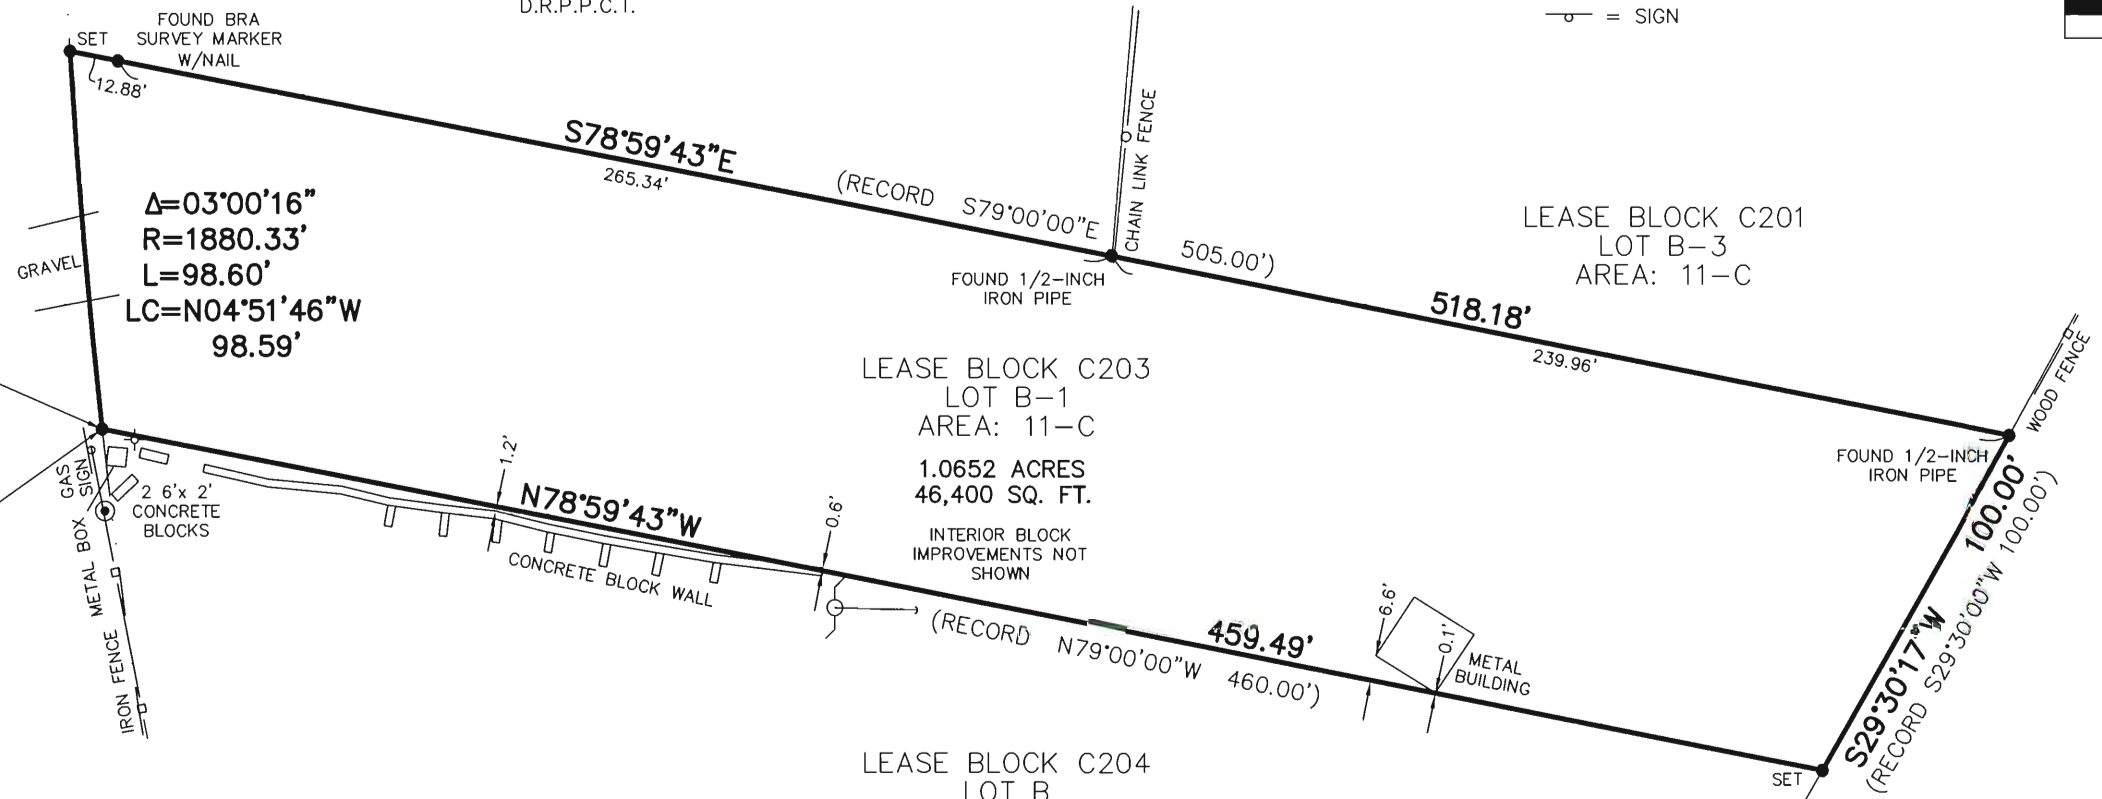 D.R.P.P.C.T.
= SIGN
FOUND BRA
SURVEY MARKER
W/NAIL
SET
12.88'
S78°59'43"E
265.34'
(RECORD S79°00'00"E 505.00')
CHAIN LINK FENCE
FOUND 1/2-INCH
IRON PIPE
518.18'
239.96'
LEASE BLOCK C201
LOT B-3
AREA: 11-C
WOOD FENCE
FOUND 1/2-INCH
IRON PIPE
Δ=03°00'16"
R=1880.33'
L=98.60'
LC=N04°51'46"W
98.59'
GRAVEL
LEASE BLOCK C203
LOT B-1
AREA: 11-C
1.0652 ACRES
46,400 SQ. FT.
INTERIOR BLOCK
IMPROVEMENTS NOT
SHOWN
GAS
SIGN
2 6'x 2'
CONCRETE
BLOCKS
METAL BOX
IRON FENCE
1.2'
N78°59'43"W
CONCRETE BLOCK WALL
0.6'
459.49'
(RECORD N79°00'00"W 460.00')
6.6'
0.1'
METAL
BUILDING
S29°30'17"W 100.00'
(RECORD S29°30'00"W 100.00')
SET
LEASE BLOCK C204
LOT B